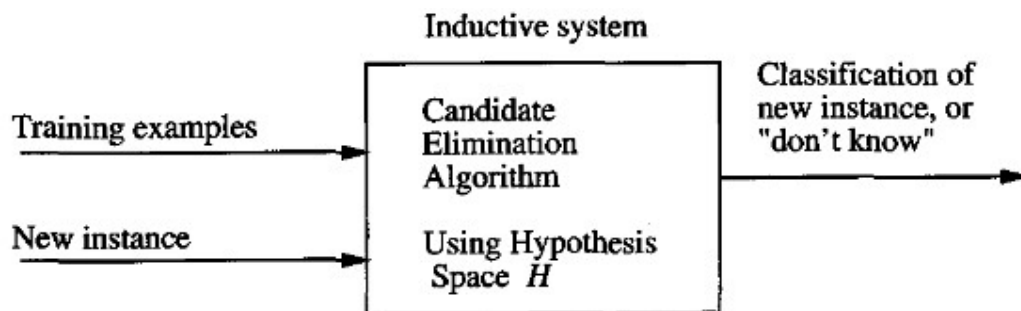 Inductive system
Training examples
New instance
Candidate
Elimination
Algorithm
Using Hypothesis
Space H
Classification of
new instance, or
"don't know"